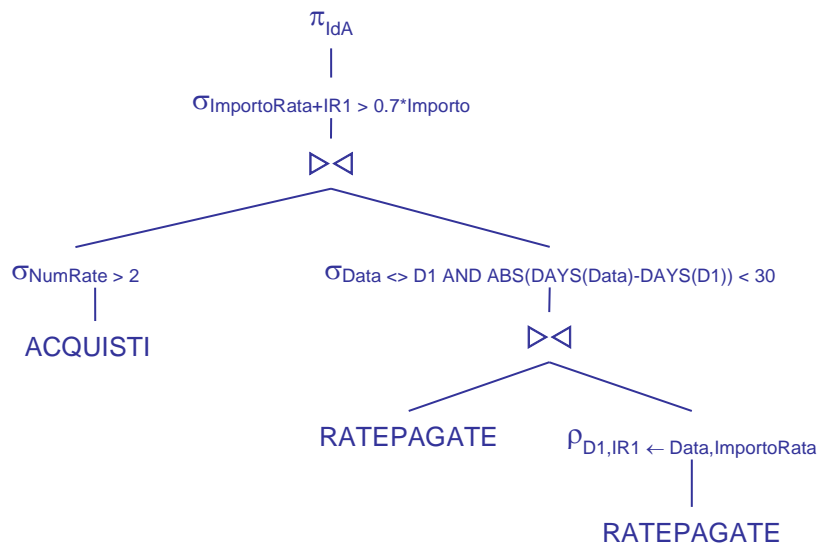 π IdA
σ ImportoRata+IR1 > 0.7*Importo
▷◁
σ NumRate > 2
σ Data <> D1 AND ABS(DAYS(Data)-DAYS(D1)) < 30
ACQUISTI
▷◁
RATEPAGATE
ρ D1,IR1 ← Data,ImportoRata
RATEPAGATE